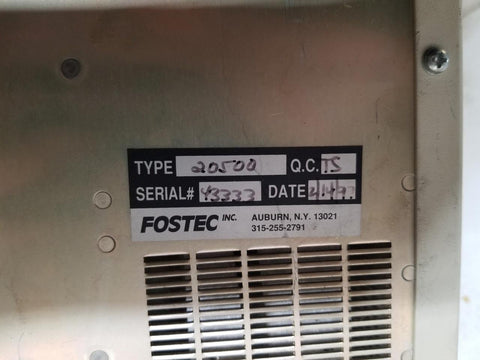 TYPE 20500 Q.C. TS
SERIAL# 43333 DATE
FOSTEC INC. AUBURN, N.Y. 13021
315-255-2791